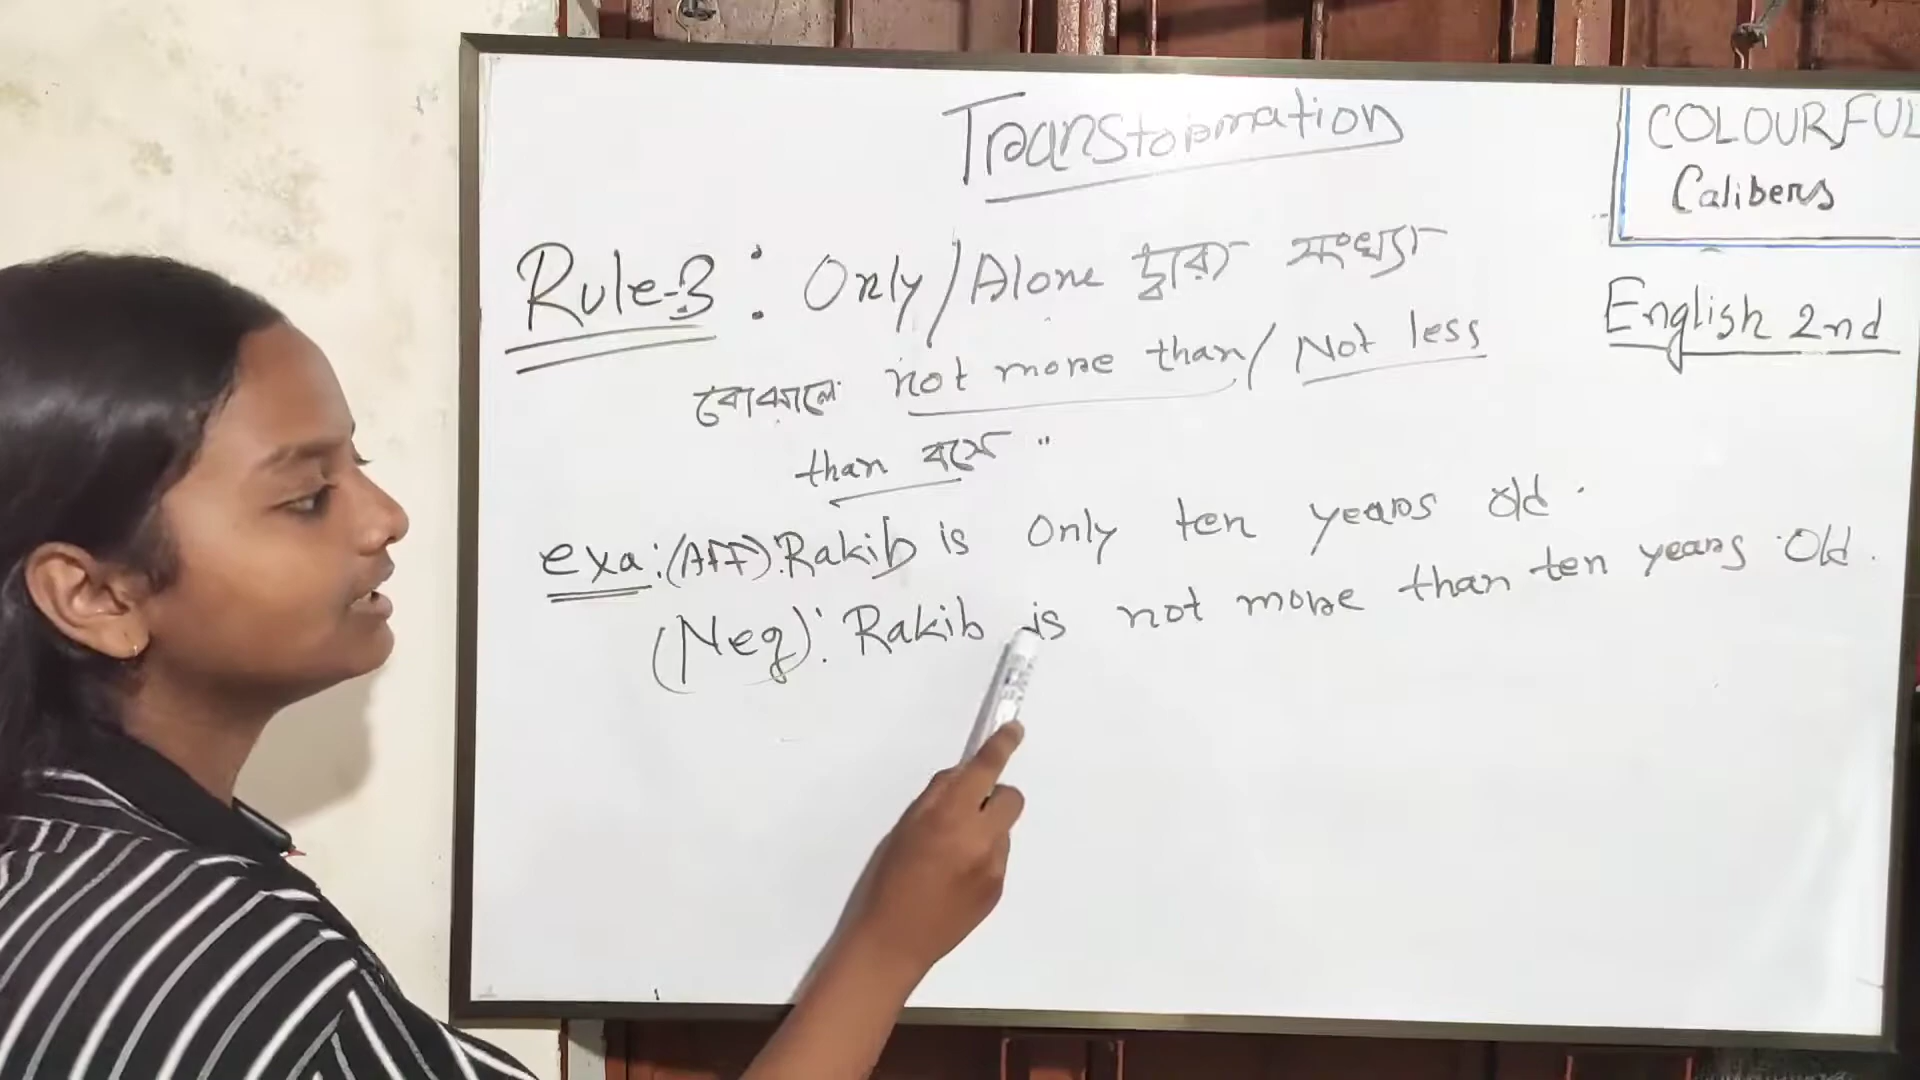 Transformation
COLOURFUL
Calibers
English 2nd
Rule-3: Only/Alone দ্বারা সংখ্যা
বোঝালে not more than/ Not less
than বসে "
exa: (Aff): Rakib is only ten years old.
(Neg): Rakib is not more than ten years old.